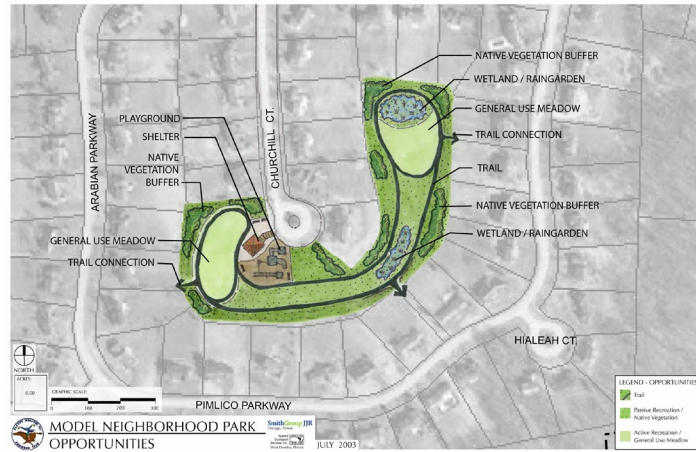 NATIVE VEGETATION BUFFER
WETLAND / RAINGARDEN
GENERAL USE MEADOW
TRAIL CONNECTION
TRAIL
NATIVE VEGETATION BUFFER
WETLAND / RAINGARDEN
PLAYGROUND
SHELTER
NATIVE
VEGETATION
BUFFER
GENERAL USE MEADOW
TRAIL CONNECTION
ARABIAN PARKWAY
CHURCHILL CT.
HIALEAH CT.
PIMLICO PARKWAY
NORTH
ACRES:
8.50
GRAPHIC SCALE:
0 100 200 300
MODEL NEIGHBORHOOD PARK
OPPORTUNITIES
SmithGroup JJR
JULY 2003
LEGEND - OPPORTUNITIES
Trail
Passive Recreation /
Native Vegetation
Active Recreation /
General Use Meadow